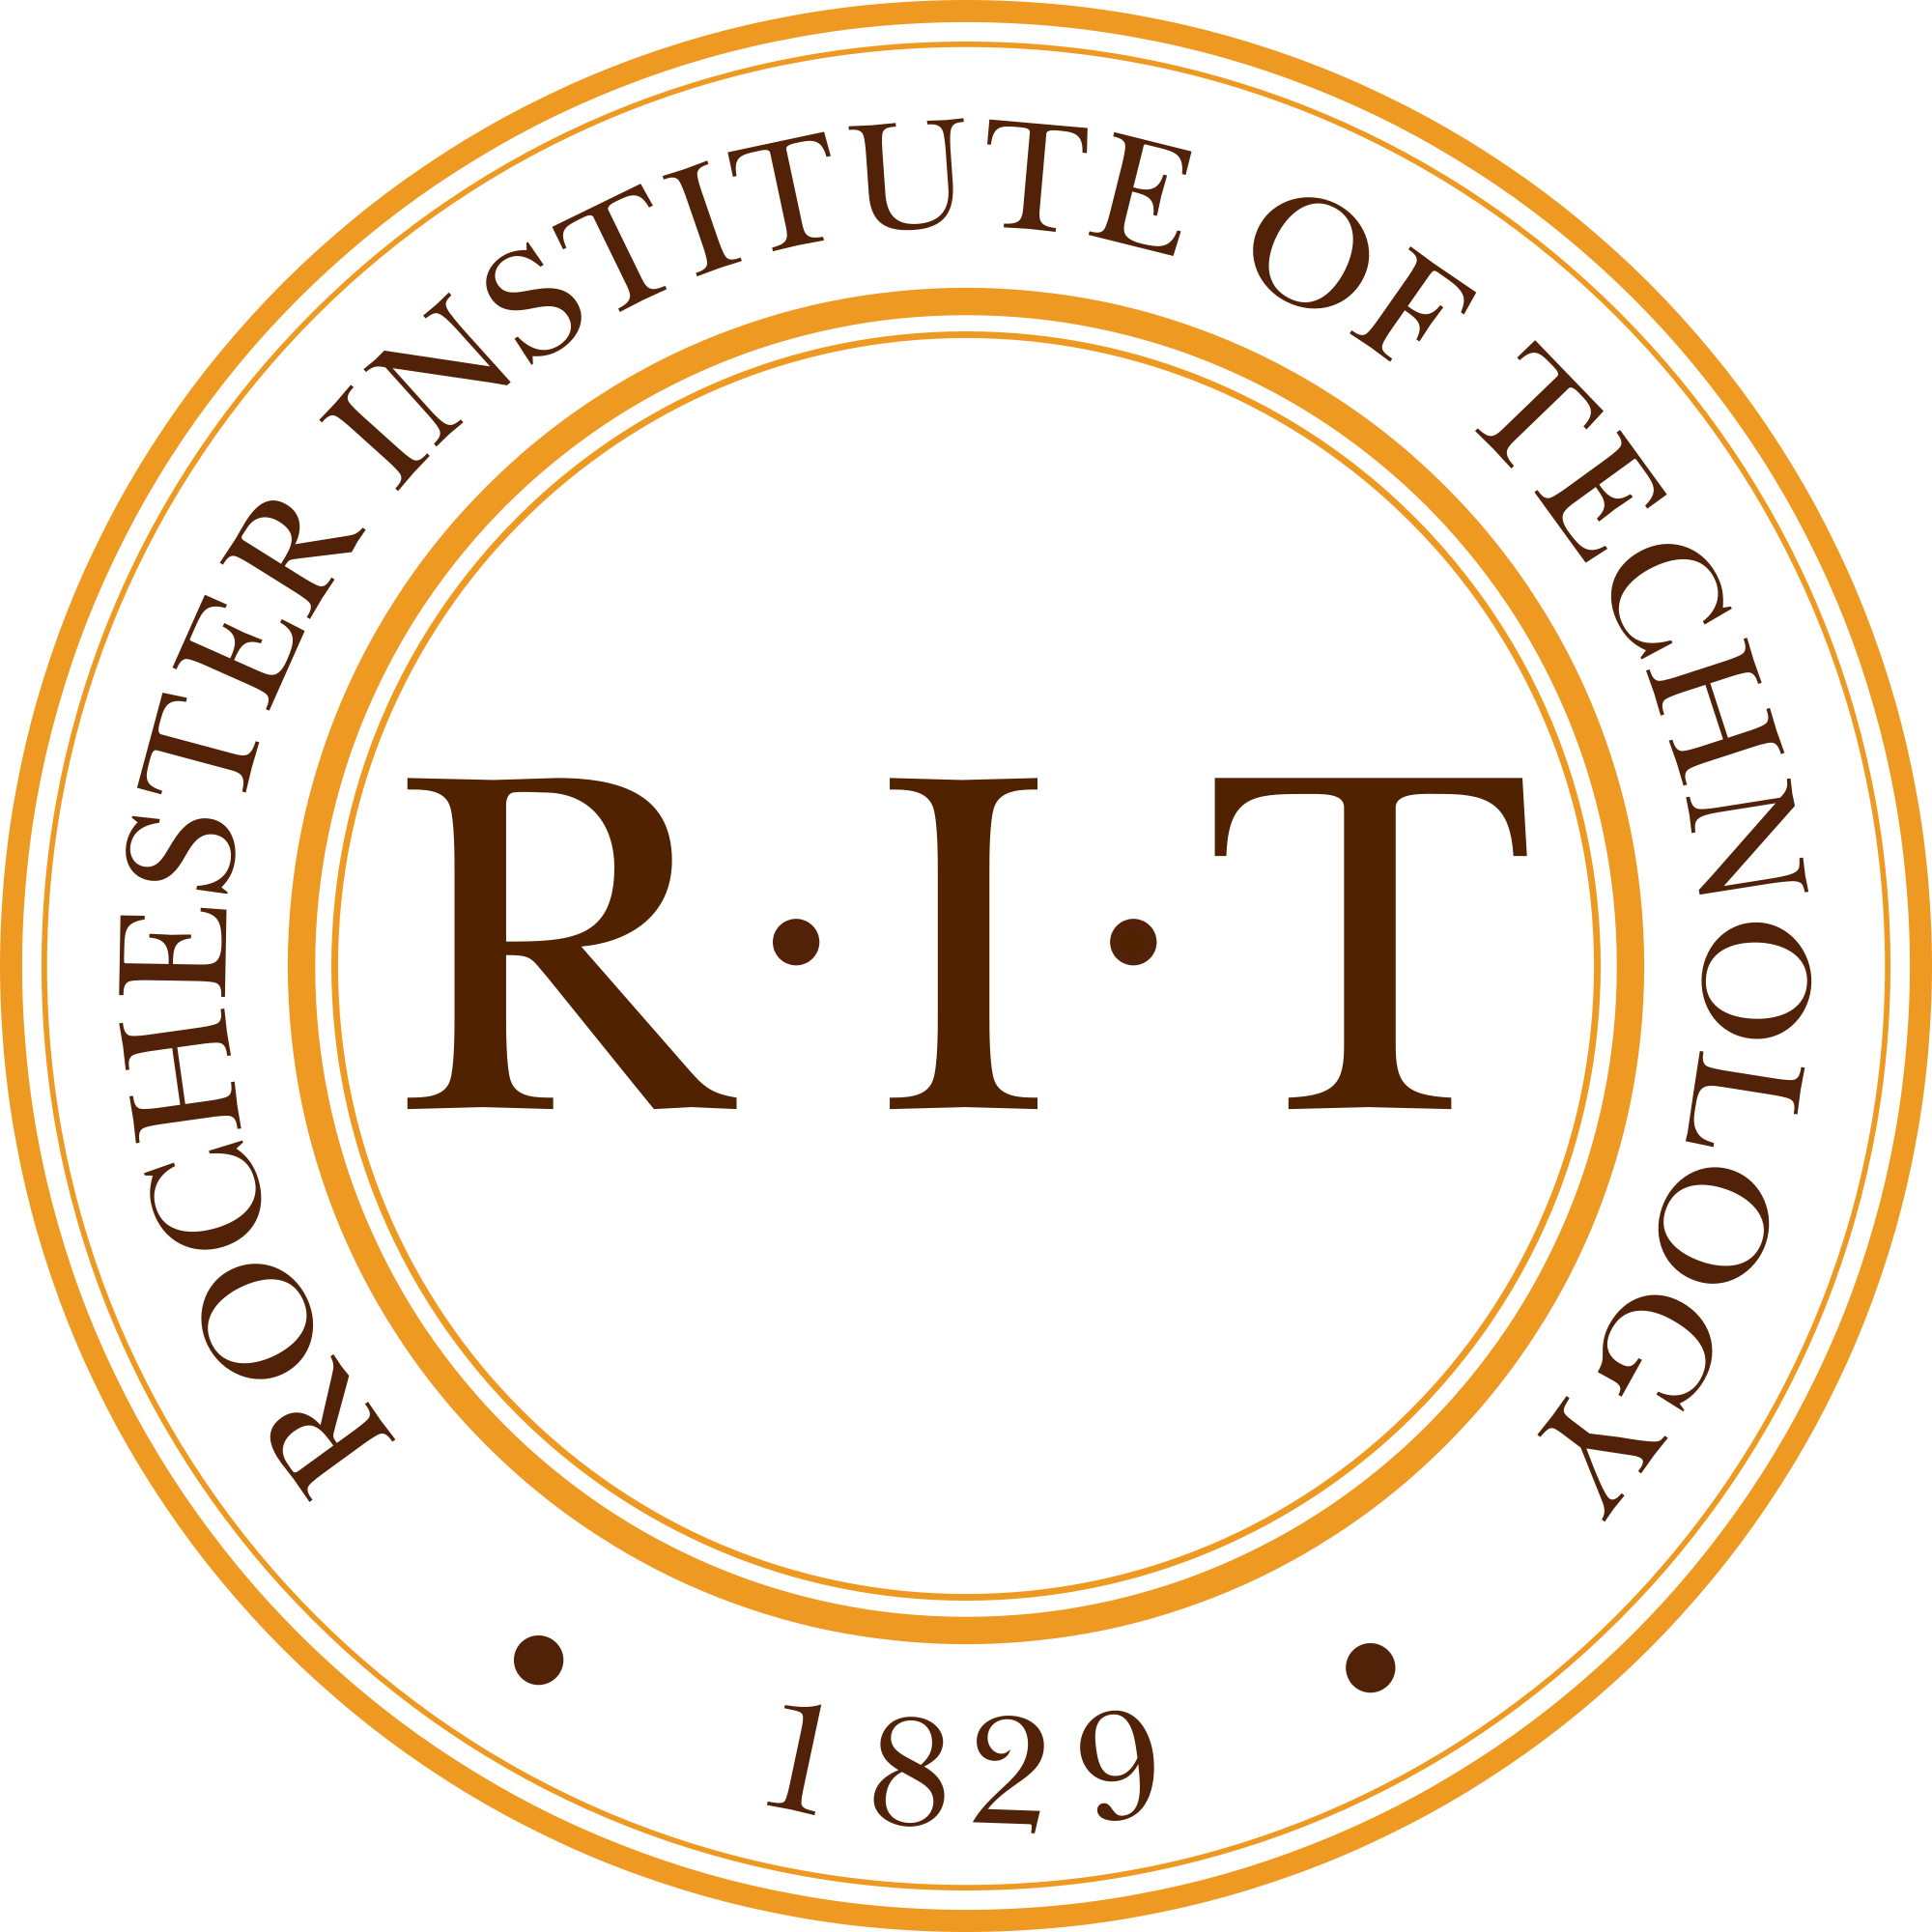 ROCHESTER INSTITUTE OF TECHNOLOGY
R·I·T
• 1829 •